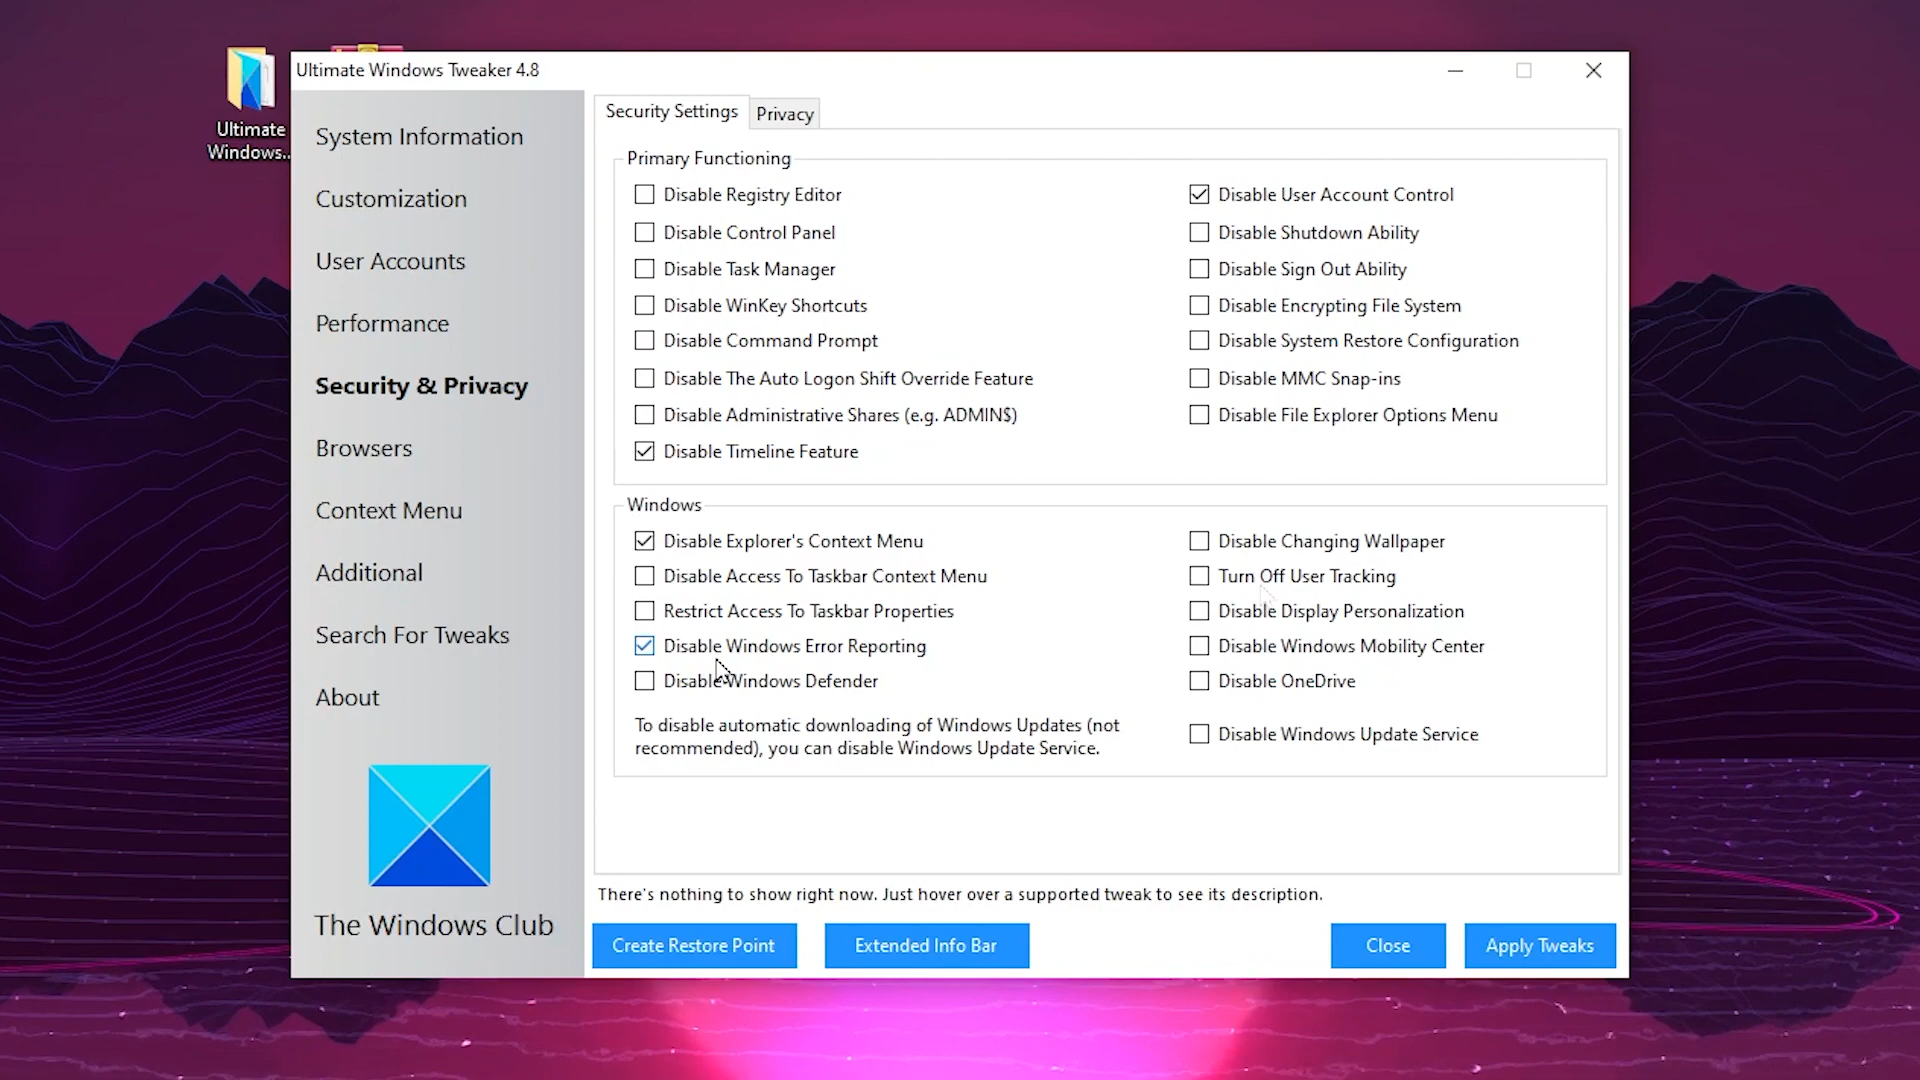 Ultimate
Windows...
Ultimate Windows Tweaker 4.8
System Information
Customization
User Accounts
Performance
Security & Privacy
Browsers
Context Menu
Additional
Search For Tweaks
About
The Windows Club
Security Settings
Privacy
Primary Functioning
Disable Registry Editor
Disable Control Panel
Disable Task Manager
Disable WinKey Shortcuts
Disable Command Prompt
Disable The Auto Logon Shift Override Feature
Disable Administrative Shares (e.g. ADMIN$)
Disable Timeline Feature
Disable User Account Control
Disable Shutdown Ability
Disable Sign Out Ability
Disable Encrypting File System
Disable System Restore Configuration
Disable MMC Snap-ins
Disable File Explorer Options Menu
Windows
Disable Explorer's Context Menu
Disable Access To Taskbar Context Menu
Restrict Access To Taskbar Properties
Disable Windows Error Reporting
Disable Windows Defender
To disable automatic downloading of Windows Updates (not
recommended), you can disable Windows Update Service.
Disable Changing Wallpaper
Turn Off User Tracking
Disable Display Personalization
Disable Windows Mobility Center
Disable OneDrive
Disable Windows Update Service
There's nothing to show right now. Just hover over a supported tweak to see its description.
Create Restore Point
Extended Info Bar
Close
Apply Tweaks